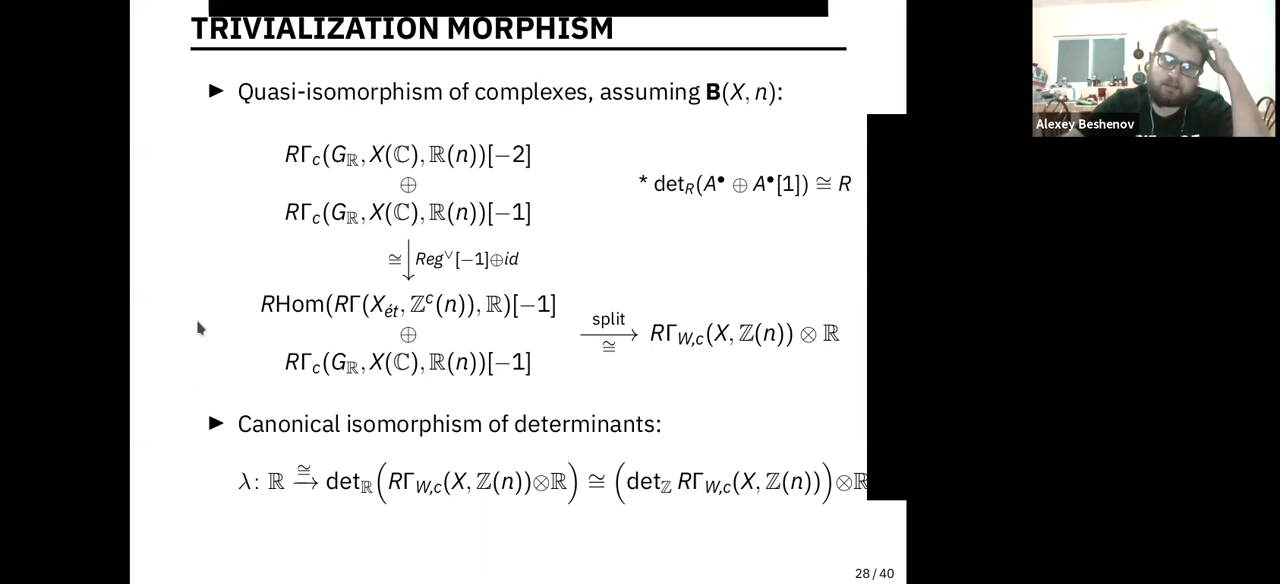 TRIVIALIZATION MORPHISM
► Quasi-isomorphism of complexes, assuming B(X, n):
RΓ_c(G_ℝ, X(ℂ), ℝ(n))[−2]
⊕
RΓ_c(G_ℝ, X(ℂ), ℝ(n))[−1]
* det_R(A^• ⊕ A^•[1]) ≅ R
≅ ↓ Reg^∨[−1]⊕id
RHom(RΓ(X_ét, ℤ^c(n)), ℝ)[−1]
⊕
RΓ_c(G_ℝ, X(ℂ), ℝ(n))[−1]
split
≅
RΓ_{W,c}(X, ℤ(n)) ⊗ ℝ
► Canonical isomorphism of determinants:
λ: ℝ ≅→ det_ℝ(RΓ_{W,c}(X, ℤ(n))⊗ℝ) ≅ (det_ℤ RΓ_{W,c}(X, ℤ(n)))⊗ℝ
28 / 40
Alexey Beshenov